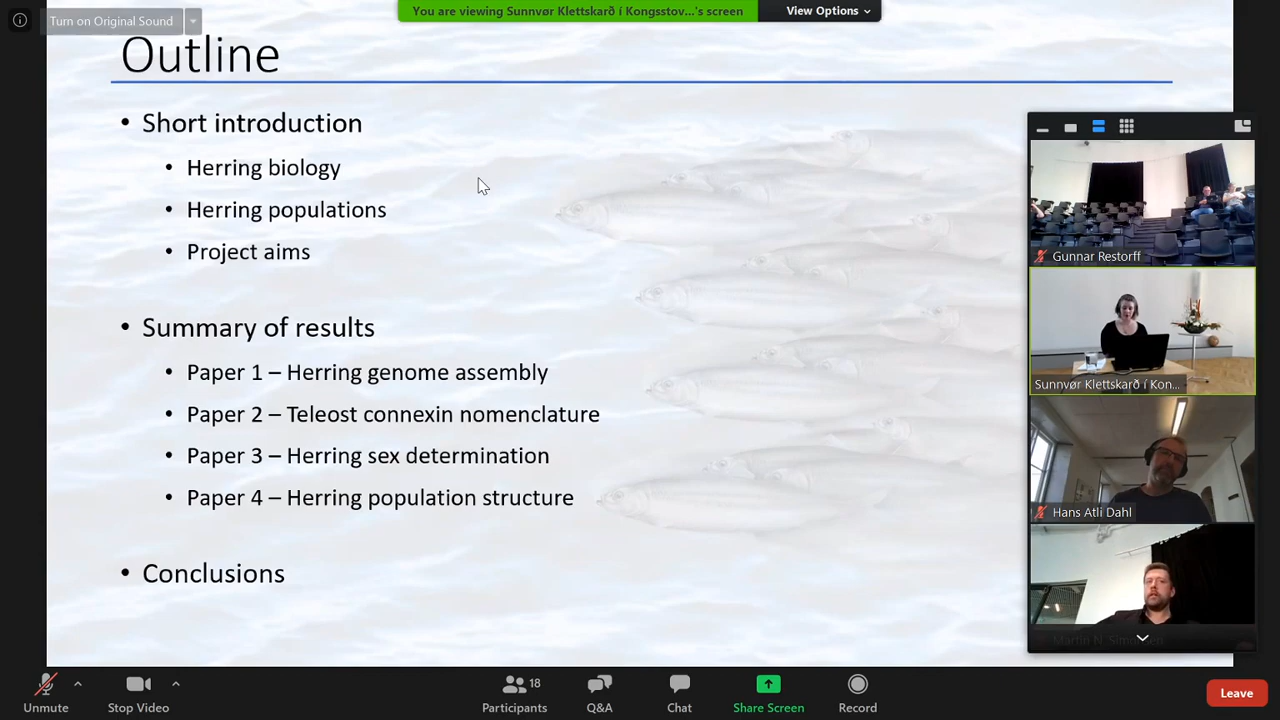 Turn on Original Sound
You are viewing Sunnvør Klettskarð í Kongsstov...'s screen
View Options
Outline
• Short introduction
• Herring biology
• Herring populations
• Project aims
• Summary of results
• Paper 1 – Herring genome assembly
• Paper 2 – Teleost connexin nomenclature
• Paper 3 – Herring sex determination
• Paper 4 – Herring population structure
• Conclusions
Gunnar Restorff
Sunnvør Klettskarð í Kon...
Hans Atli Dahl
Martin N.
Unmute
Stop Video
18
Participants
Q&A
Chat
Share Screen
Record
Leave